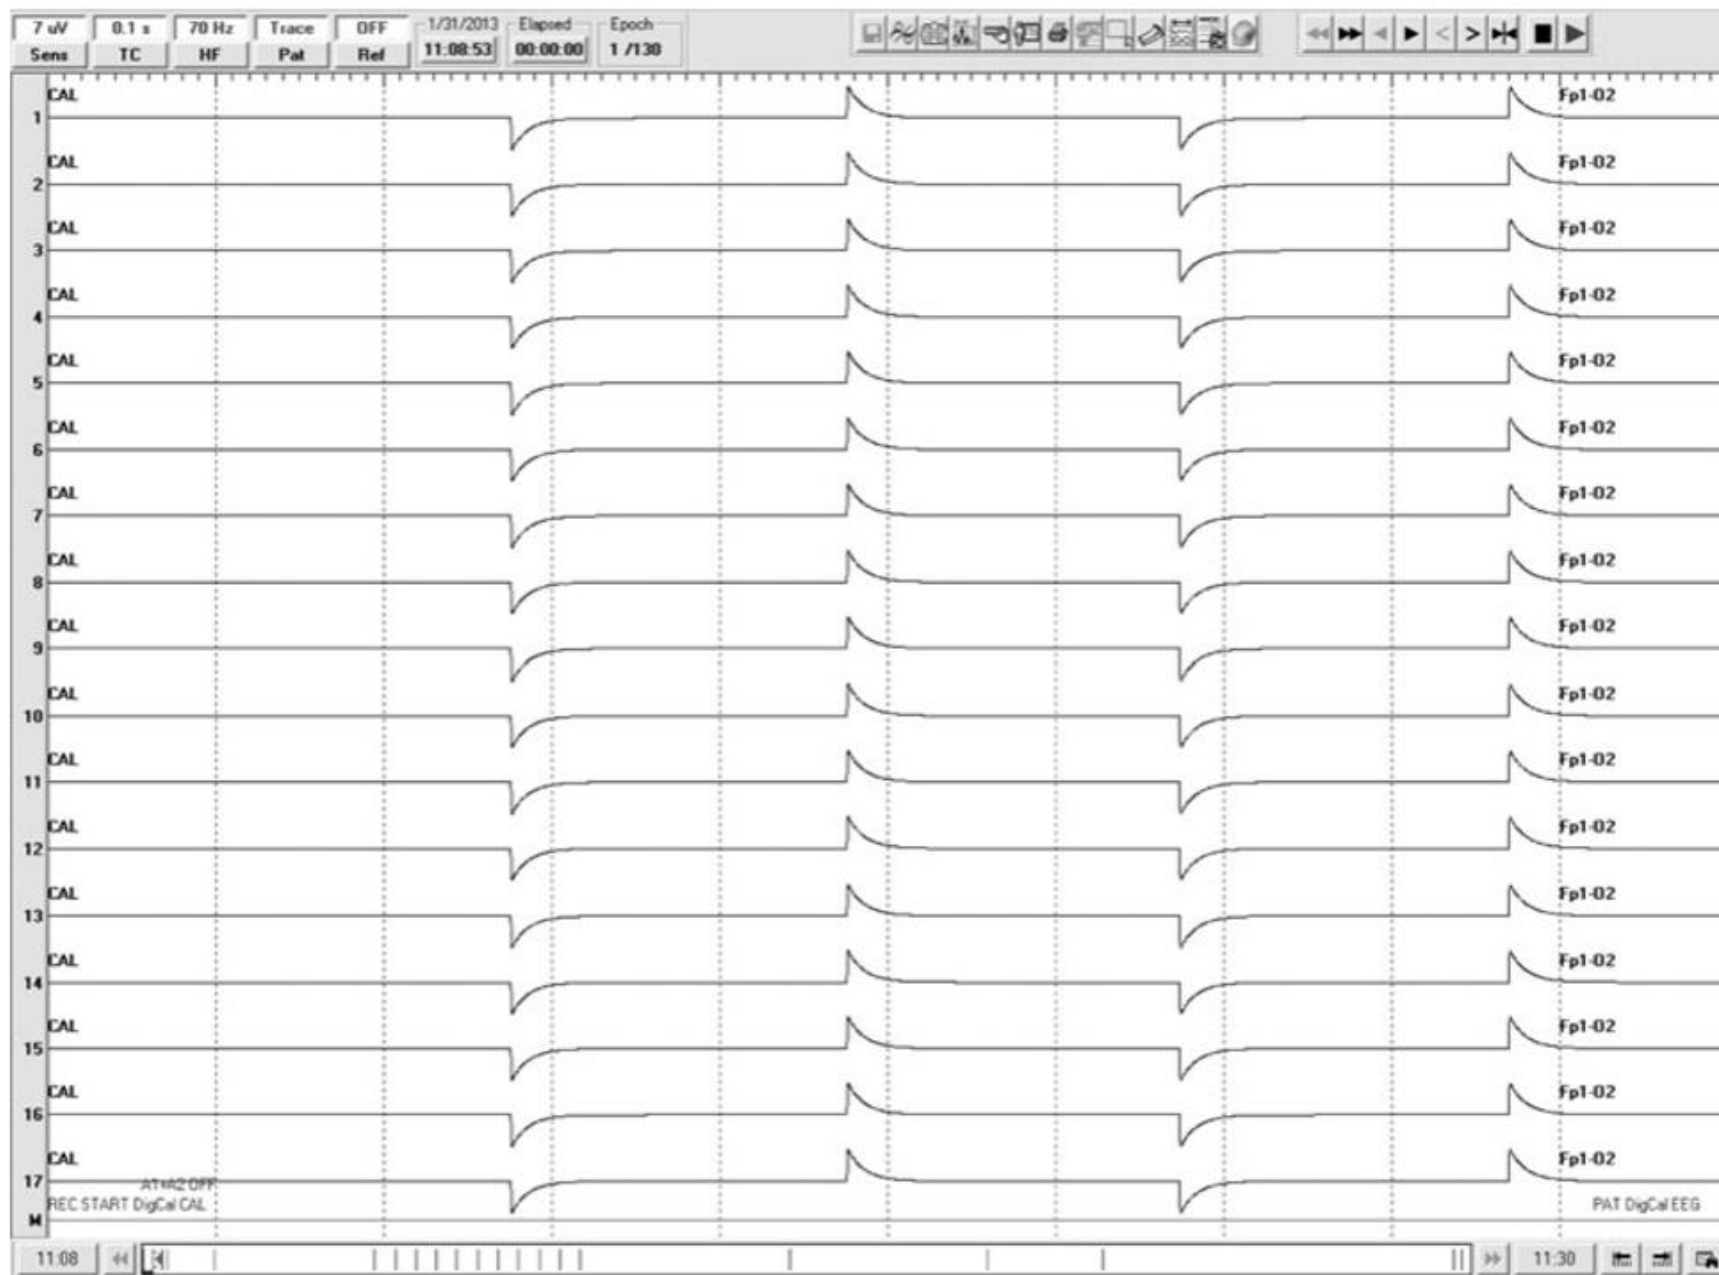 7 uV 0.1 s 70 Hz Trace OFF 1/31/2013 Elapsed Epoch
Sens TC HF Pat Ref 11:08:53 00:00:00 1 /130
CAL Fp1-02
1
CAL Fp1-02
2
CAL Fp1-02
3
CAL Fp1-02
4
CAL Fp1-02
5
CAL Fp1-02
6
CAL Fp1-02
7
CAL Fp1-02
8
CAL Fp1-02
9
CAL Fp1-02
10
CAL Fp1-02
11
CAL Fp1-02
12
CAL Fp1-02
13
CAL Fp1-02
14
CAL Fp1-02
15
CAL Fp1-02
16
CAL Fp1-02
17 A1+A2 OFF
REC START DigCal CAL PAT DigCal EEG
M
11:08 11:30